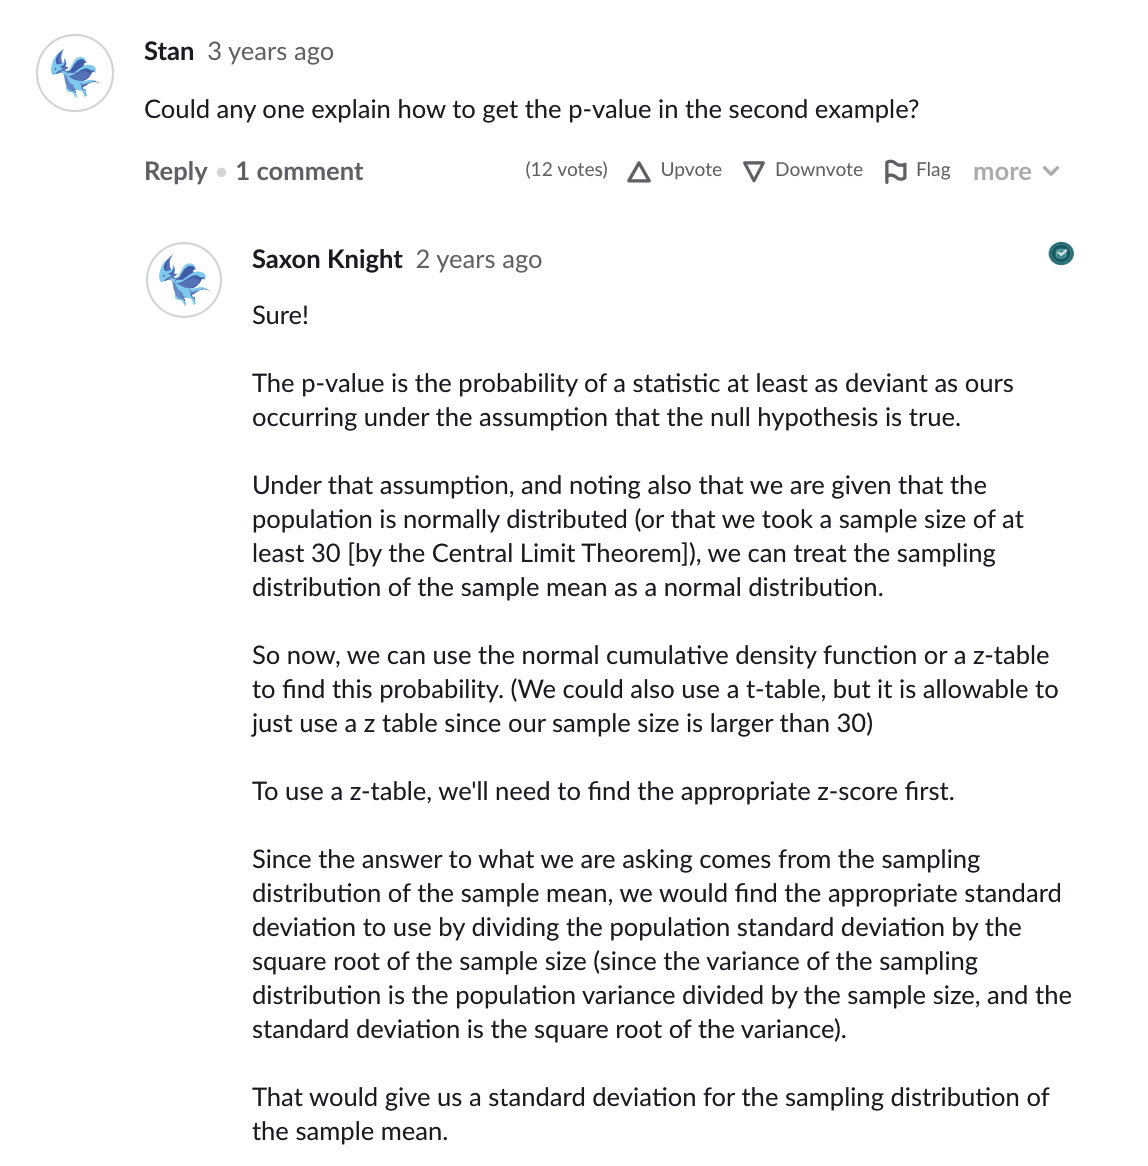 Stan 3 years ago
Could any one explain how to get the p-value in the second example?
Reply • 1 comment (12 votes) Upvote Downvote Flag more
Saxon Knight 2 years ago
Sure!
The p-value is the probability of a statistic at least as deviant as ours
occurring under the assumption that the null hypothesis is true.
Under that assumption, and noting also that we are given that the
population is normally distributed (or that we took a sample size of at
least 30 [by the Central Limit Theorem]), we can treat the sampling
distribution of the sample mean as a normal distribution.
So now, we can use the normal cumulative density function or a z-table
to find this probability. (We could also use a t-table, but it is allowable to
just use a z table since our sample size is larger than 30)
To use a z-table, we'll need to find the appropriate z-score first.
Since the answer to what we are asking comes from the sampling
distribution of the sample mean, we would find the appropriate standard
deviation to use by dividing the population standard deviation by the
square root of the sample size (since the variance of the sampling
distribution is the population variance divided by the sample size, and the
standard deviation is the square root of the variance).
That would give us a standard deviation for the sampling distribution of
the sample mean.